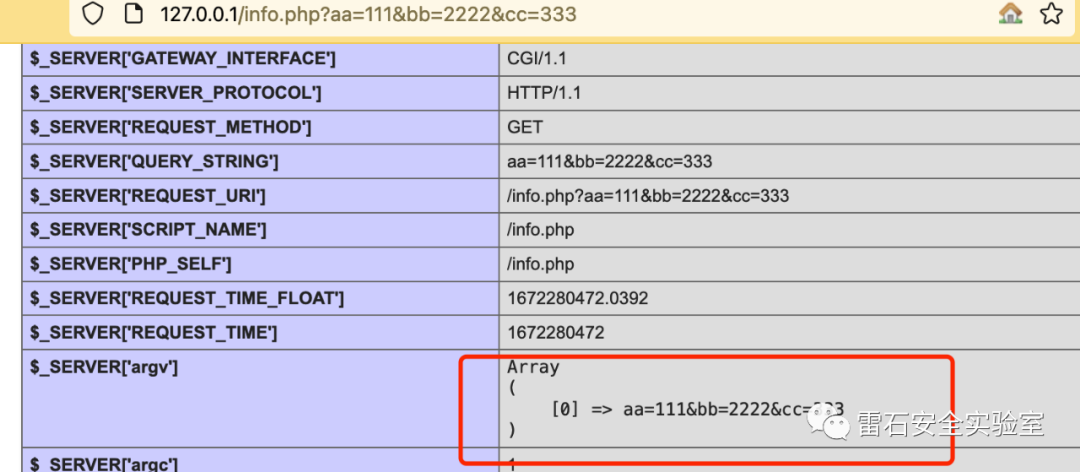 127.0.0.1/info.php?aa=111&bb=2222&cc=333
$_SERVER['GATEWAY_INTERFACE'] CGI/1.1
$_SERVER['SERVER_PROTOCOL'] HTTP/1.1
$_SERVER['REQUEST_METHOD'] GET
$_SERVER['QUERY_STRING'] aa=111&bb=2222&cc=333
$_SERVER['REQUEST_URI'] /info.php?aa=111&bb=2222&cc=333
$_SERVER['SCRIPT_NAME'] /info.php
$_SERVER['PHP_SELF'] /info.php
$_SERVER['REQUEST_TIME_FLOAT'] 1672280472.0392
$_SERVER['REQUEST_TIME'] 1672280472
$_SERVER['argv'] Array
(
[0] => aa=111&bb=2222&cc=333
)
雷石安全实验室
$_SERVER['argc'] 1